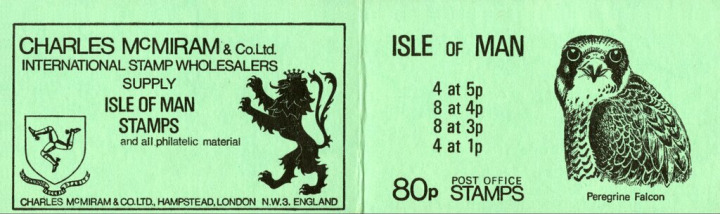 CHARLES McMIRAM & Co.Ltd.
INTERNATIONAL STAMP WHOLESALERS
SUPPLY
ISLE OF MAN
STAMPS
and all philatelic material
CHARLES McMIRAM & CO.LTD., HAMPSTEAD, LONDON N.W.3. ENGLAND
ISLE OF MAN
4 at 5p
8 at 4p
8 at 3p
4 at 1p
80p POST OFFICE
STAMPS
Peregrine Falcon